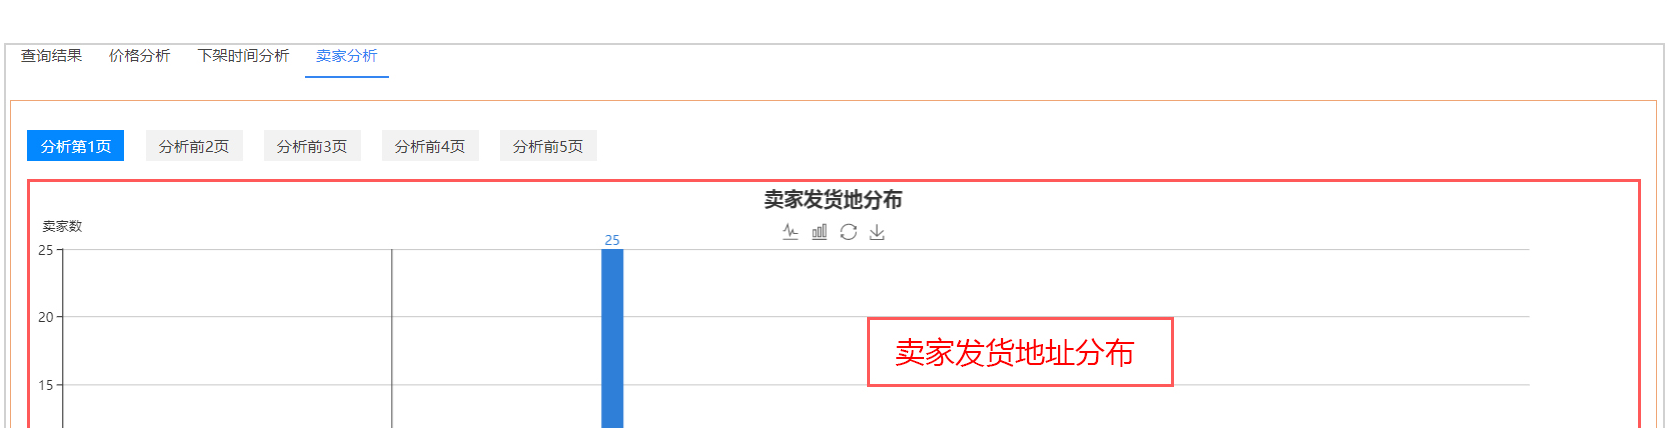 查询结果 价格分析 下架时间分析 卖家分析
分析第1页 分析前2页 分析前3页 分析前4页 分析前5页
卖家发货地分布
卖家数
25
25
20
卖家发货地址分布
15